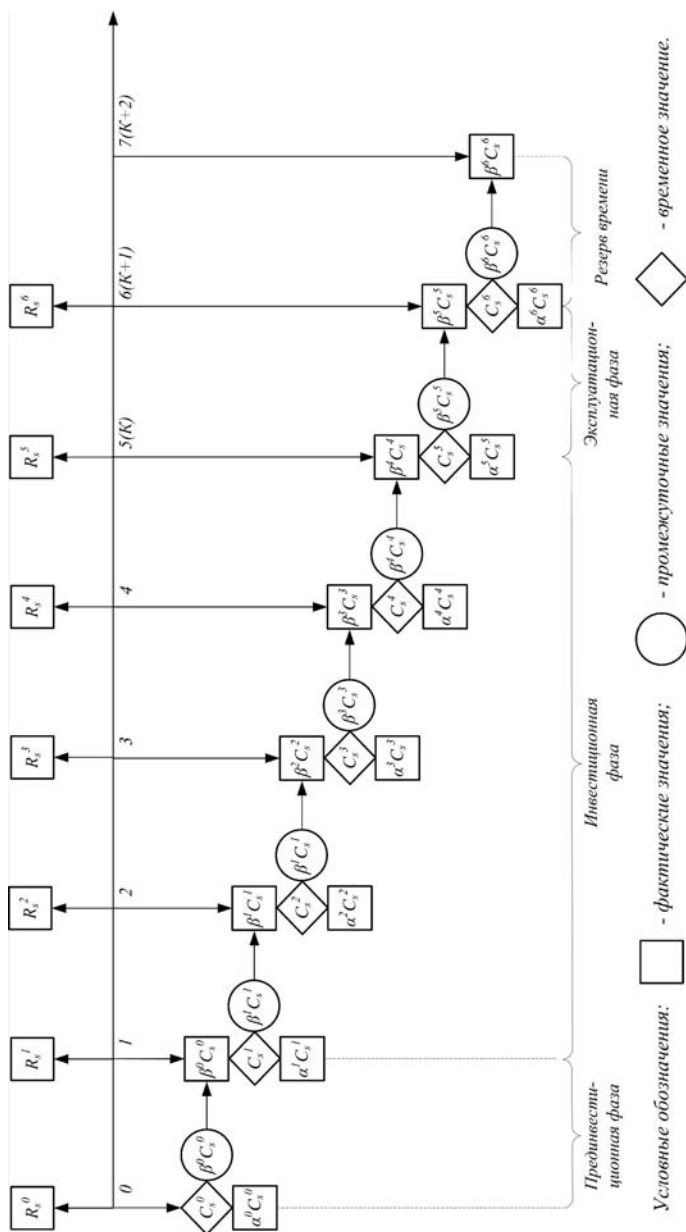 R_s^0 R_s^1 R_s^2 R_s^3 R_s^4 R_s^5 R_s^6
0 1 2 3 4 5(K) 6(K+1) 7(K+2)
C_s^0
α^0C_s^0
β^0C_s^0
β^0C_s^0
C_s^1
α^1C_s^1
β^1C_s^1
β^1C_s^1
C_s^2
α^2C_s^2
β^1C_s^1
β^2C_s^2
C_s^3
α^3C_s^3
β^3C_s^3
β^3C_s^3
C_s^4
α^4C_s^4
β^4C_s^4
β^4C_s^4
C_s^5
α^5C_s^5
β^5C_s^5
β^5C_s^5
C_s^6
α^6C_s^6
β^6C_s^6
β^6C_s^6
Прединвести-
ционная фаза
Инвестиционная
фаза
Эксплуатацион-
ная фаза
Резерв времени
Условные обозначения: - фактические значения; - промежуточные значения; - временное значение.